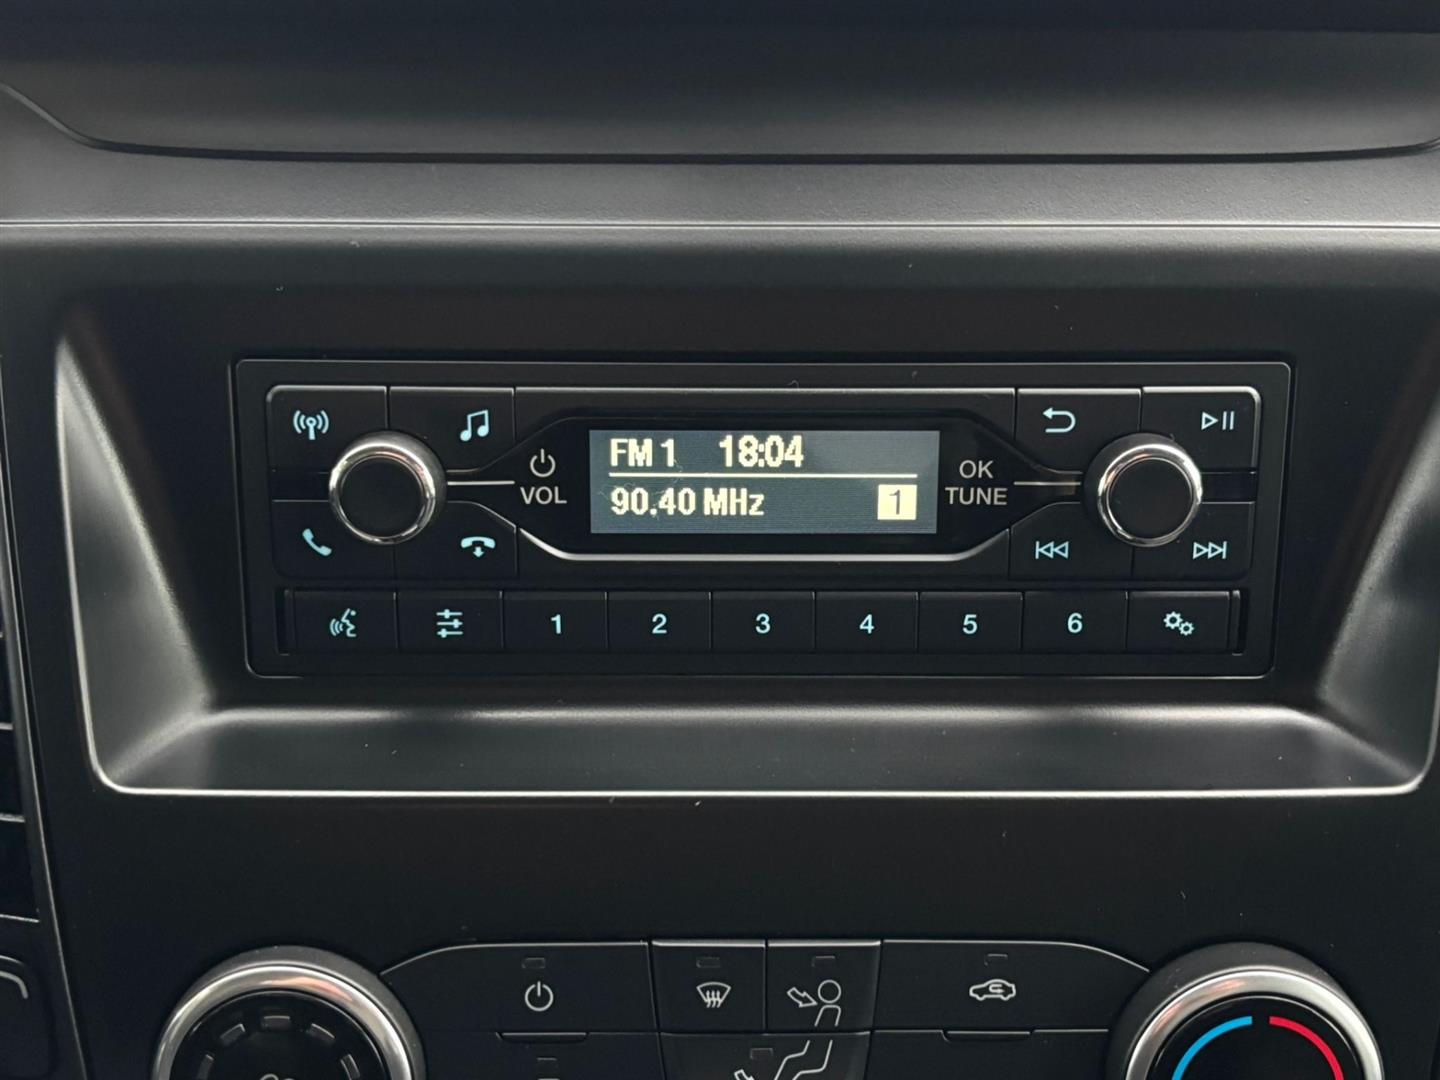 FM 1 18:04
90.40 MHz 1
VOL
OK
TUNE
1 2 3 4 5 6